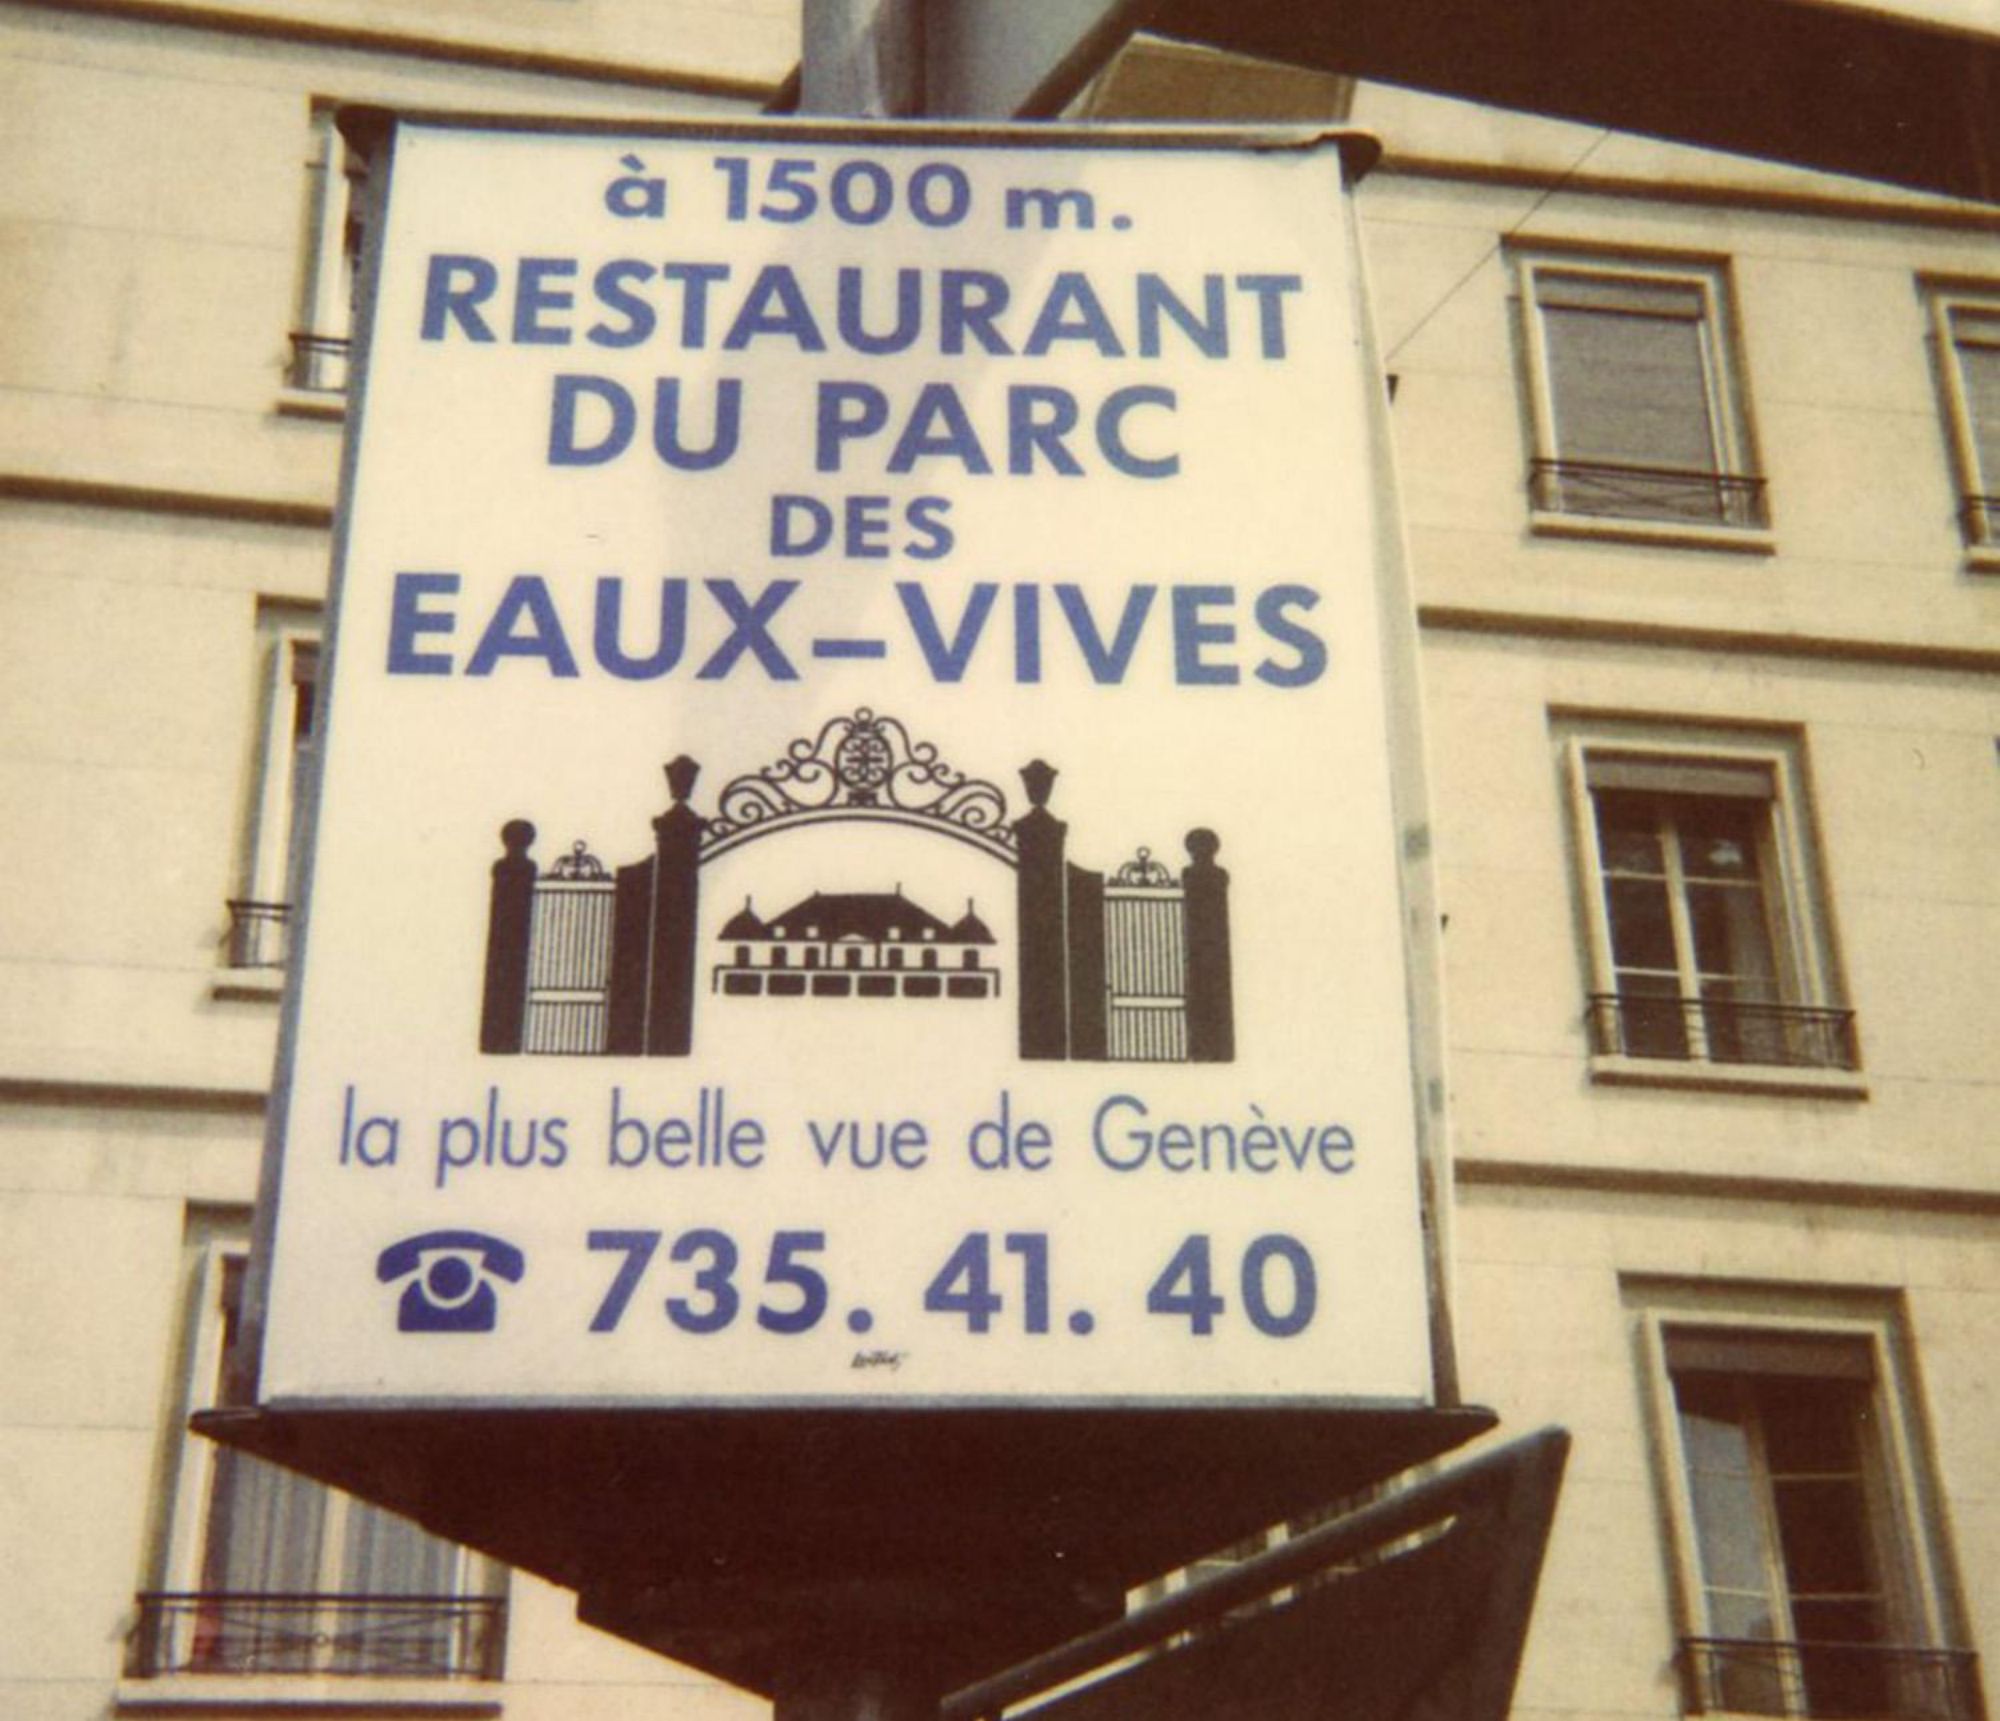 à 1500 m.
RESTAURANT
DU PARC
DES
EAUX-VIVES
la plus belle vue de Genève
735. 41. 40